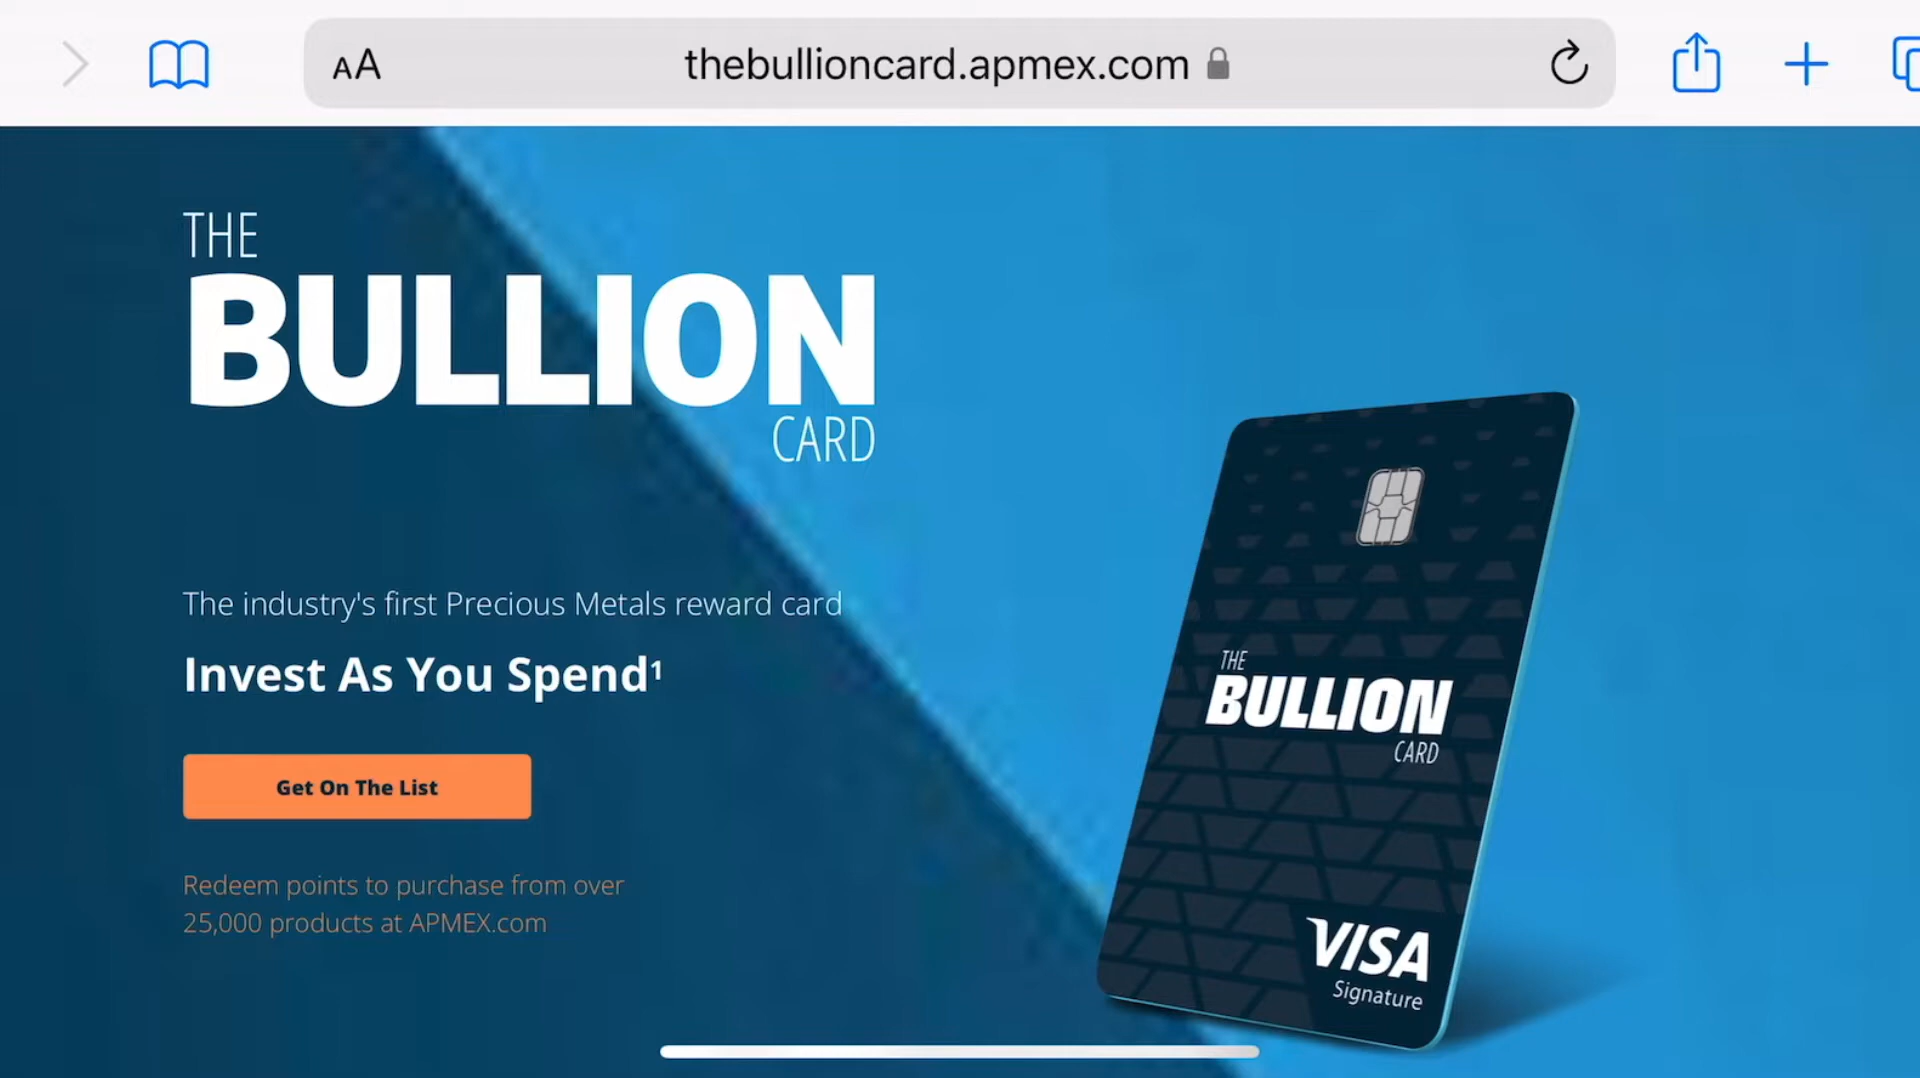 AA
thebullioncard.apmex.com
THE
BULLION
CARD
The industry's first Precious Metals reward card
Invest As You Spend¹
Get On The List
Redeem points to purchase from over
25,000 products at APMEX.com
THE
BULLION
CARD
VISA
Signature